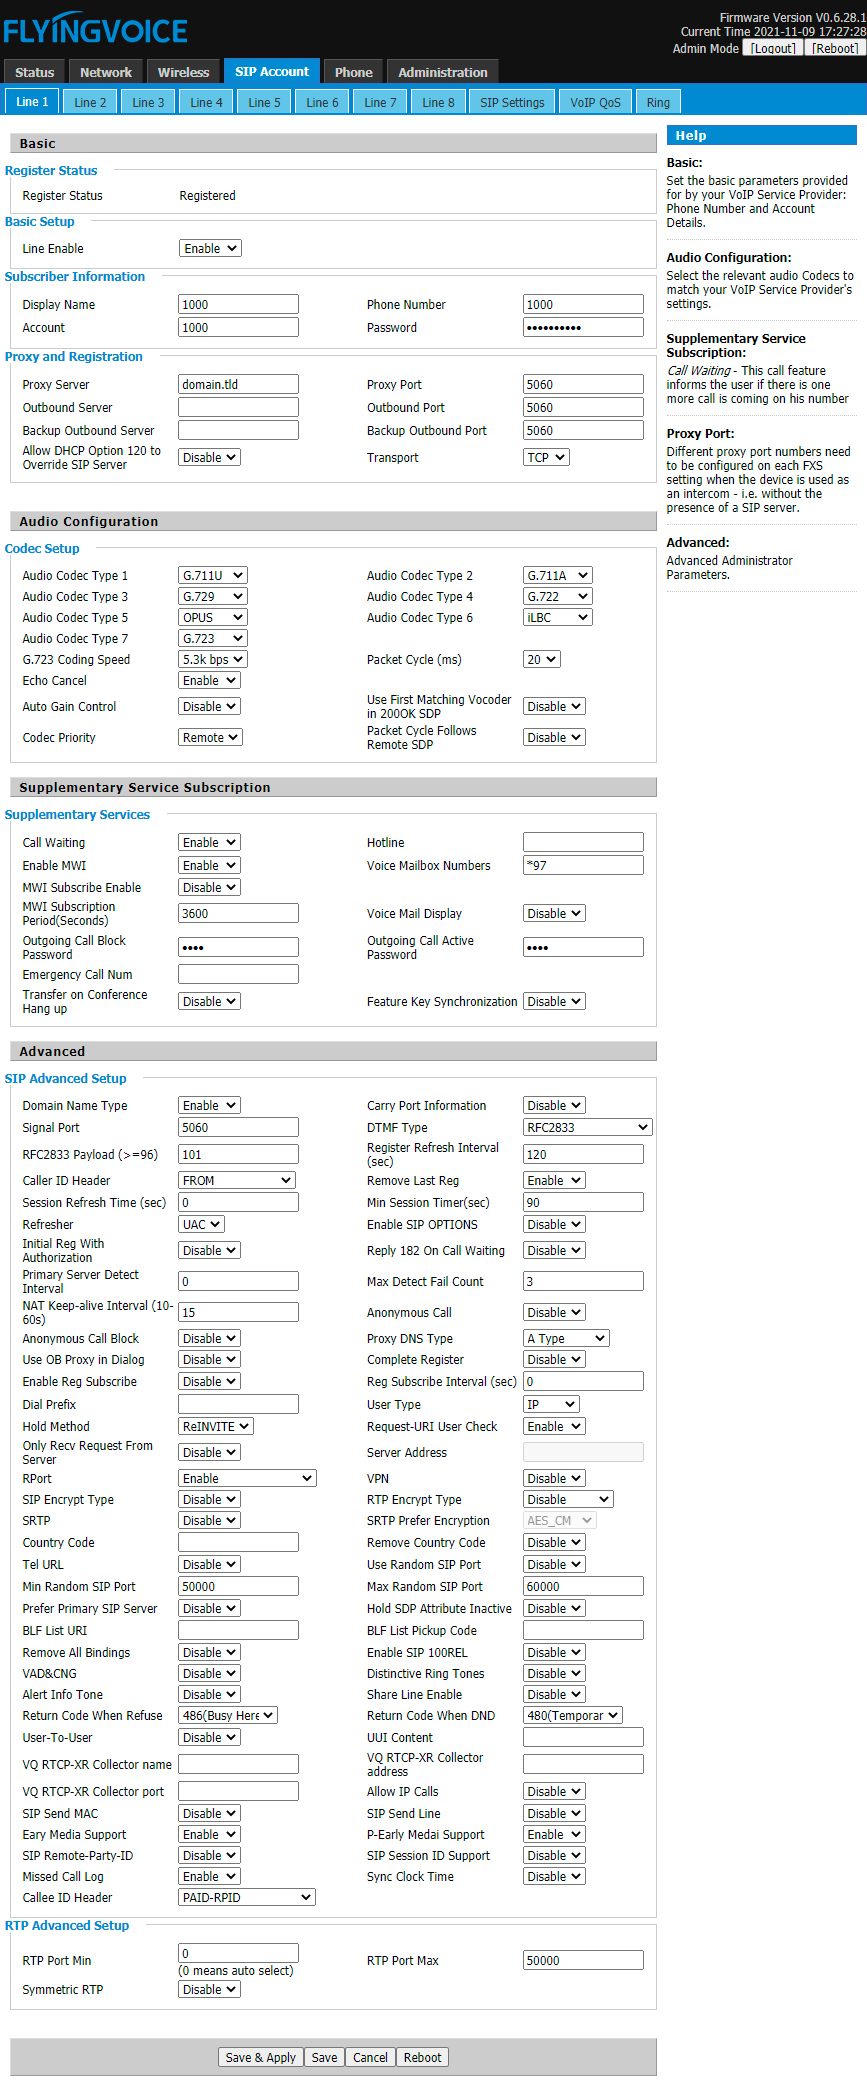 FLYINGVOICE
Firmware Version V0.6.28.1
Current Time 2021-11-09 17:27:28
Admin Mode [Logout] [Reboot]
Status Network Wireless SIP Account Phone Administration
Line 1 Line 2 Line 3 Line 4 Line 5 Line 6 Line 7 Line 8 SIP Settings VoIP QoS Ring
Basic
Register Status
Register Status Registered
Basic Setup
Line Enable Enable
Subscriber Information
Display Name 1000 Phone Number 1000
Account 1000 Password ••••••••••
Proxy and Registration
Proxy Server domain.tld Proxy Port 5060
Outbound Server Outbound Port 5060
Backup Outbound Server Backup Outbound Port 5060
Allow DHCP Option 120 to
Override SIP Server Disable Transport TCP
Audio Configuration
Codec Setup
Audio Codec Type 1 G.711U Audio Codec Type 2 G.711A
Audio Codec Type 3 G.729 Audio Codec Type 4 G.722
Audio Codec Type 5 OPUS Audio Codec Type 6 iLBC
Audio Codec Type 7 G.723
G.723 Coding Speed 5.3k bps Packet Cycle (ms) 20
Echo Cancel Enable
Auto Gain Control Disable Use First Matching Vocoder
in 200OK SDP Disable
Codec Priority Remote Packet Cycle Follows
Remote SDP Disable
Supplementary Service Subscription
Supplementary Services
Call Waiting Enable Hotline
Enable MWI Enable Voice Mailbox Numbers *97
MWI Subscribe Enable Disable
MWI Subscription
Period(Seconds) 3600 Voice Mail Display Disable
Outgoing Call Block
Password •••• Outgoing Call Active
Password ••••
Emergency Call Num
Transfer on Conference
Hang up Disable Feature Key Synchronization Disable
Advanced
SIP Advanced Setup
Domain Name Type Enable Carry Port Information Disable
Signal Port 5060 DTMF Type RFC2833
RFC2833 Payload (>=96) 101 Register Refresh Interval
(sec) 120
Caller ID Header FROM Remove Last Reg Enable
Session Refresh Time (sec) 0 Min Session Timer(sec) 90
Refresher UAC Enable SIP OPTIONS Disable
Initial Reg With
Authorization Disable Reply 182 On Call Waiting Disable
Primary Server Detect
Interval 0 Max Detect Fail Count 3
NAT Keep-alive Interval (10-
60s) 15 Anonymous Call Disable
Anonymous Call Block Disable Proxy DNS Type A Type
Use OB Proxy in Dialog Disable Complete Register Disable
Enable Reg Subscribe Disable Reg Subscribe Interval (sec) 0
Dial Prefix User Type IP
Hold Method ReINVITE Request-URI User Check Enable
Only Recv Request From
Server Disable Server Address
RPort Enable VPN Disable
SIP Encrypt Type Disable RTP Encrypt Type Disable
SRTP Disable SRTP Prefer Encryption AES_CM
Country Code Remove Country Code Disable
Tel URL Disable Use Random SIP Port Disable
Min Random SIP Port 50000 Max Random SIP Port 60000
Prefer Primary SIP Server Disable Hold SDP Attribute Inactive Disable
BLF List URI BLF List Pickup Code
Remove All Bindings Disable Enable SIP 100REL Disable
VAD&CNG Disable Distinctive Ring Tones Disable
Alert Info Tone Disable Share Line Enable Disable
Return Code When Refuse 486(Busy Here Return Code When DND 480(Temporar
User-To-User Disable UUI Content
VQ RTCP-XR Collector name VQ RTCP-XR Collector
address
VQ RTCP-XR Collector port Allow IP Calls Disable
SIP Send MAC Disable SIP Send Line Disable
Eary Media Support Enable P-Early Medai Support Enable
SIP Remote-Party-ID Disable SIP Session ID Support Disable
Missed Call Log Enable Sync Clock Time Disable
Callee ID Header PAID-RPID
RTP Advanced Setup
RTP Port Min 0
(0 means auto select) RTP Port Max 50000
Symmetric RTP Disable
Save & Apply Save Cancel Reboot
Help
Basic:
Set the basic parameters provided
for by your VoIP Service Provider:
Phone Number and Account
Details.
Audio Configuration:
Select the relevant audio Codecs to
match your VoIP Service Provider's
settings.
Supplementary Service
Subscription:
Call Waiting - This call feature
informs the user if there is one
more call is coming on his number
Proxy Port:
Different proxy port numbers need
to be configured on each FXS
setting when the device is used as
an intercom - i.e. without the
presence of a SIP server.
Advanced:
Advanced Administrator
Parameters.